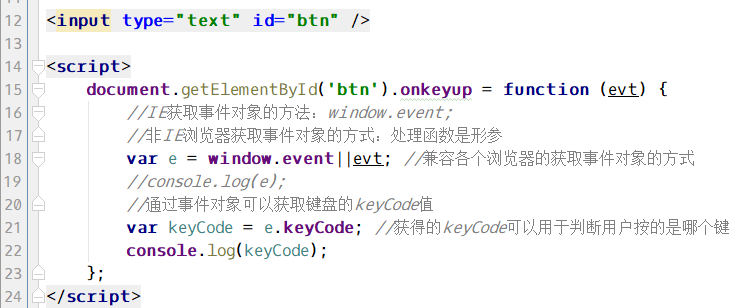 12 <input type="text" id="btn" />
13
14 <script>
15 document.getElementById('btn').onkeyup = function (evt) {
16 //IE获取事件对象的方法：window.event;
17 //非IE浏览器获取事件对象的方式：处理函数是形参
18 var e = window.event||evt; //兼容各个浏览器的获取事件对象的方式
19 //console.log(e);
20 //通过事件对象可以获取键盘的keyCode值
21 var keyCode = e.keyCode; //获得的keyCode可以用于判断用户按的是哪个键
22 console.log(keyCode);
23 };
24 </script>